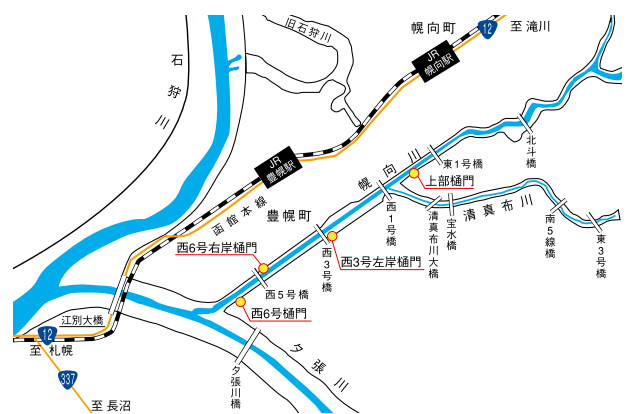 旧石狩川
幌向町
12
至 滝川
石狩川
JR
幌向駅
北斗橋
東1号橋
幌向川
上部樋門
JR
豊幌駅
函館本線
豊幌町
西1号橋
清真布川大橋
宝水橋
清真布川
南5線橋
東3号橋
西6号右岸樋門
西3号橋
西3号左岸樋門
西5号橋
西6号樋門
江別大橋
12
至 札幌
夕張川橋
夕張川
337
至 長沼